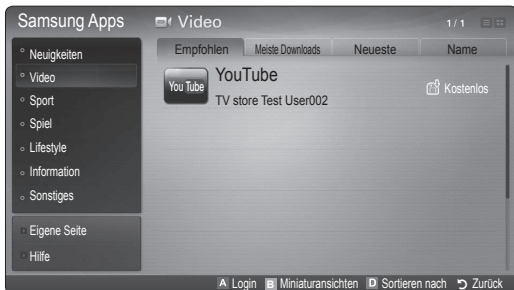 Samsung Apps
Video
1/1
Neuigkeiten
Video
Sport
Spiel
Lifestyle
Information
Sonstiges
Eigene Seite
Hilfe
Empfohlen Meiste Downloads Neueste Name
You Tube
YouTube
TV store Test User002
Kostenlos
A Login B Miniaturansichten D Sortieren nach Zurück